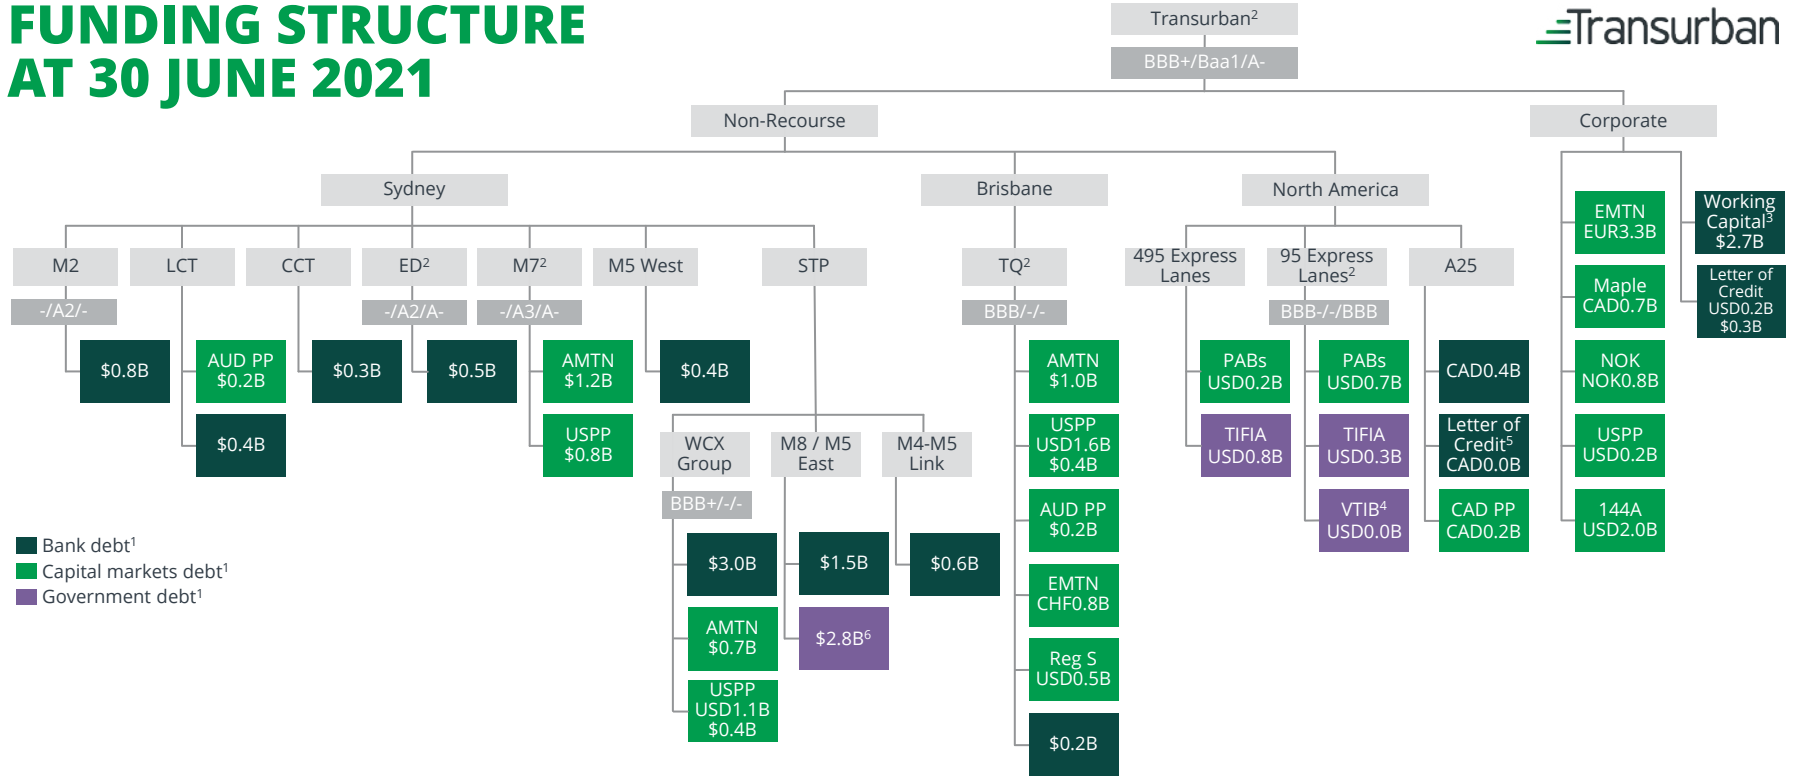 FUNDING STRUCTURE
AT 30 JUNE 2021
Transurban
Transurban²
BBB+/Baa1/A-
Non-Recourse
Corporate
Sydney
Brisbane
North America
M2
LCT
CCT
ED²
M7²
M5 West
STP
TQ²
495 Express
Lanes
95 Express
Lanes²
A25
-/A2/-
-/A2/A-
-/A3/A-
BBB/-/-
BBB-/-/BBB
$0.8B
AUD PP
$0.2B
$0.4B
$0.3B
$0.5B
AMTN
$1.2B
USPP
$0.8B
$0.4B
WCX
Group
BBB+/-/-
$3.0B
AMTN
$0.7B
USPP
USD1.1B
$0.4B
M8 / M5
East
$1.5B
$2.8B⁶
M4-M5
Link
$0.6B
AMTN
$1.0B
USPP
USD1.6B
$0.4B
AUD PP
$0.2B
EMTN
CHF0.8B
Reg S
USD0.5B
$0.2B
PABs
USD0.2B
TIFIA
USD0.8B
PABs
USD0.7B
TIFIA
USD0.3B
VTIB⁴
USD0.0B
CAD0.4B
Letter of
Credit⁵
CAD0.0B
CAD PP
CAD0.2B
EMTN
EUR3.3B
Maple
CAD0.7B
NOK
NOK0.8B
USPP
USD0.2B
144A
USD2.0B
Working
Capital³
$2.7B
Letter of
Credit
USD0.2B
$0.3B
Bank debt¹
Capital markets debt¹
Government debt¹